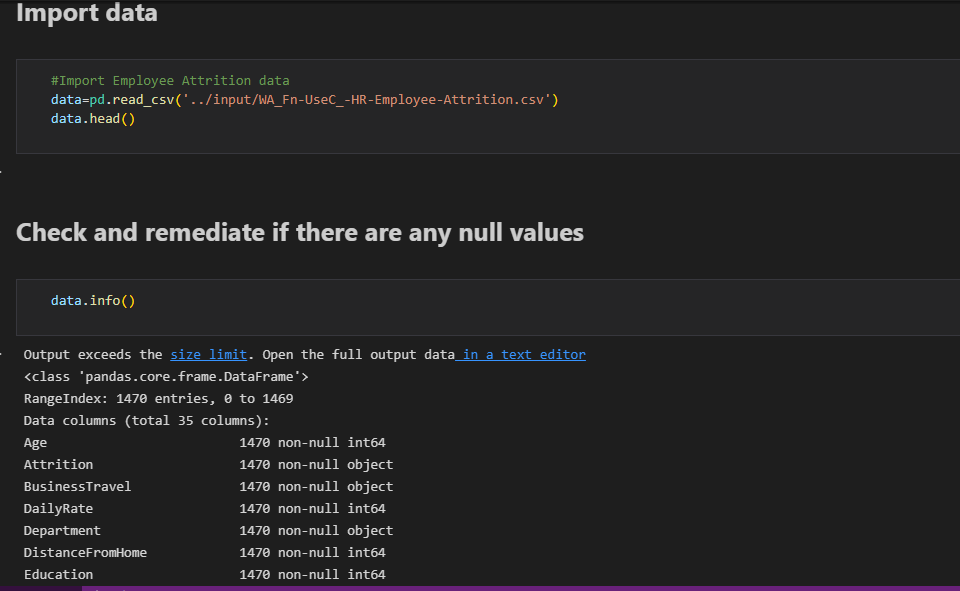 Import data
#Import Employee Attrition data
data=pd.read_csv('../input/WA_Fn-UseC_-HR-Employee-Attrition.csv')
data.head()
Check and remediate if there are any null values
data.info()
Output exceeds the size limit. Open the full output data in a text editor
<class 'pandas.core.frame.DataFrame'>
RangeIndex: 1470 entries, 0 to 1469
Data columns (total 35 columns):
Age                         1470 non-null int64
Attrition                   1470 non-null object
BusinessTravel              1470 non-null object
DailyRate                   1470 non-null int64
Department                  1470 non-null object
DistanceFromHome            1470 non-null int64
Education                   1470 non-null int64